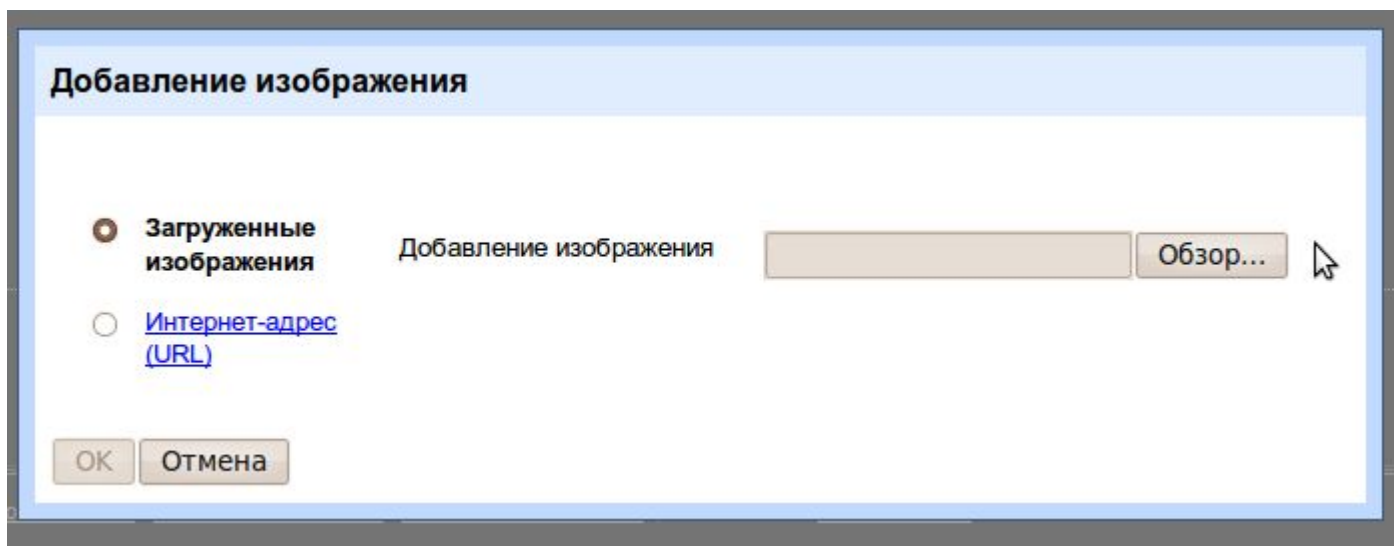 Добавление изображения
Загруженные
изображения
Добавление изображения
Обзор...
Интернет-адрес
(URL)
OK
Отмена